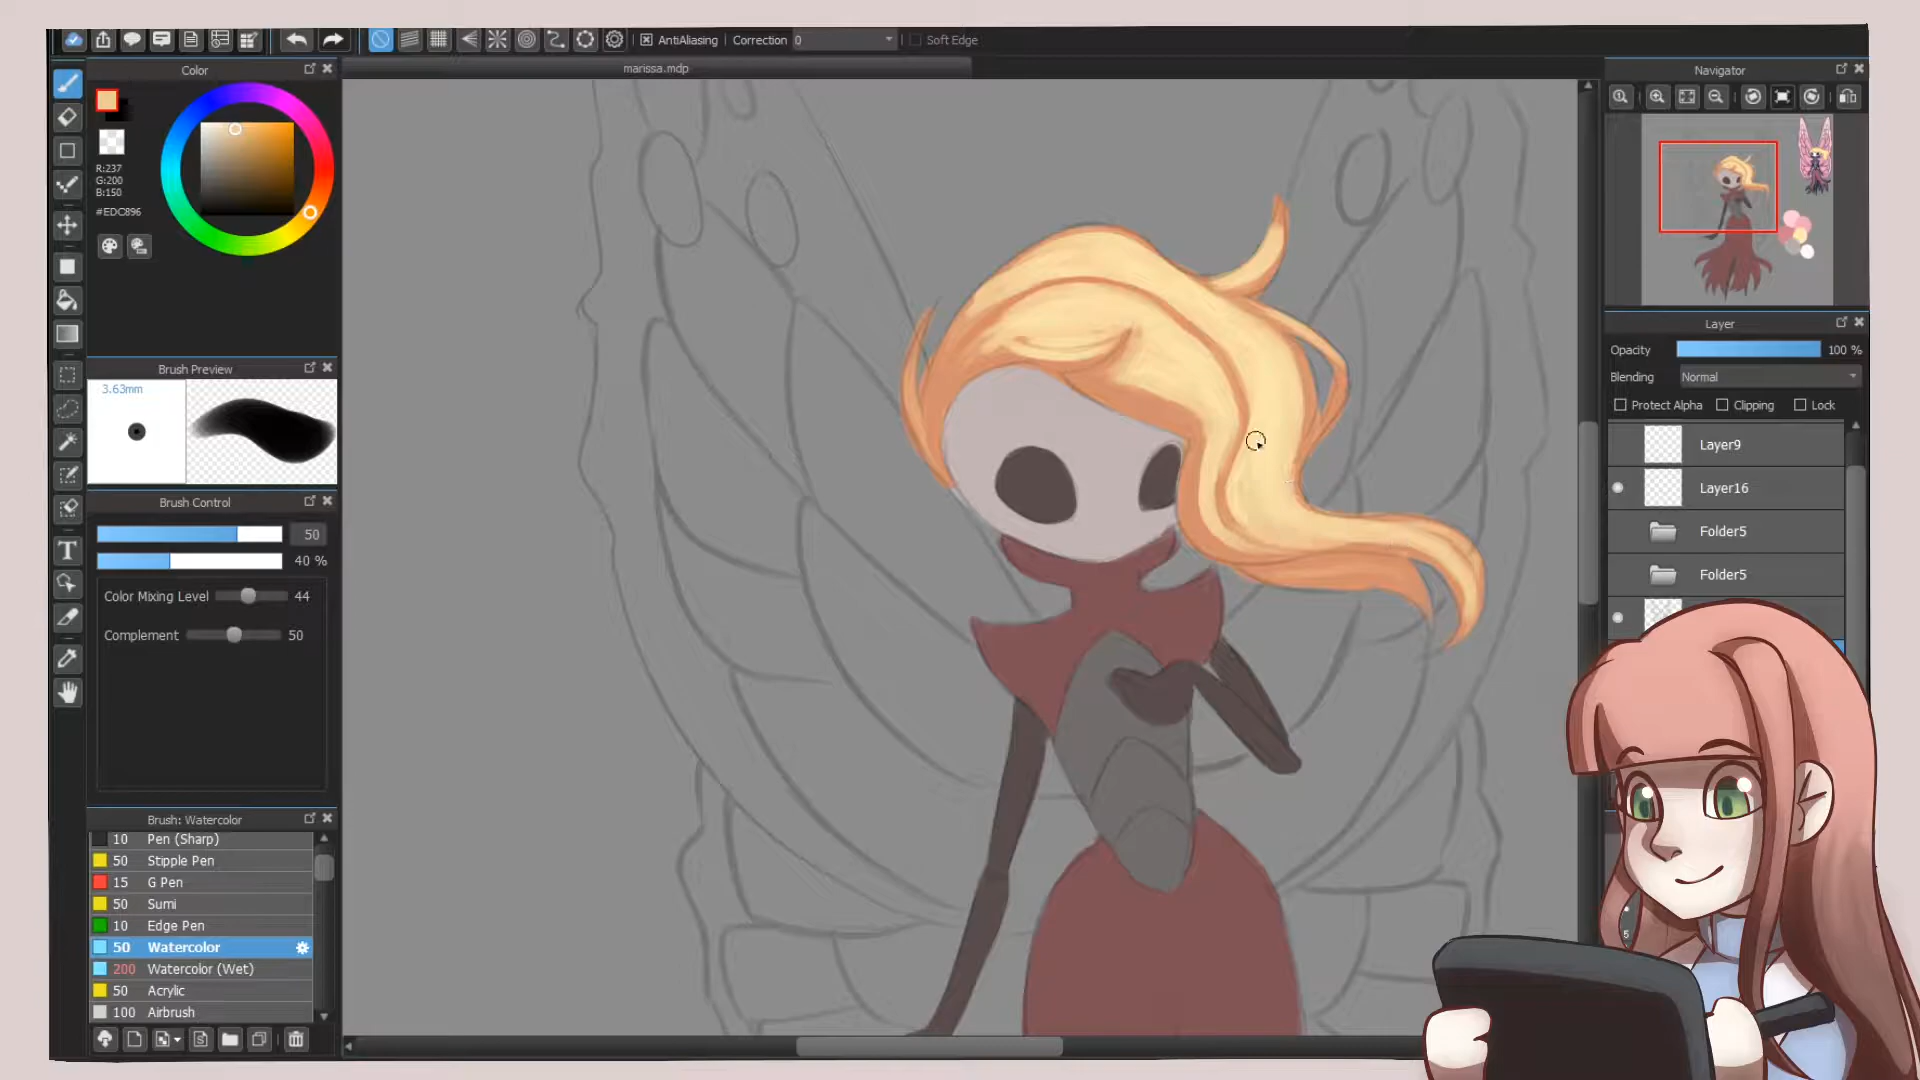 AntiAliasing Correction 0 Soft Edge
Color
marissa.mdp
Navigator
R:237
G:200
B:150
#EDC896
Layer
Opacity 100 %
Blending Normal
Protect Alpha Clipping Lock
Layer9
Layer16
Folder5
Folder5
Brush Preview
3.63mm
Brush Control
50
40 %
Color Mixing Level 44
Complement 50
Brush: Watercolor
10 Pen (Sharp)
50 Stipple Pen
15 G Pen
50 Sumi
10 Edge Pen
50 Watercolor
200 Watercolor (Wet)
50 Acrylic
100 Airbrush
5